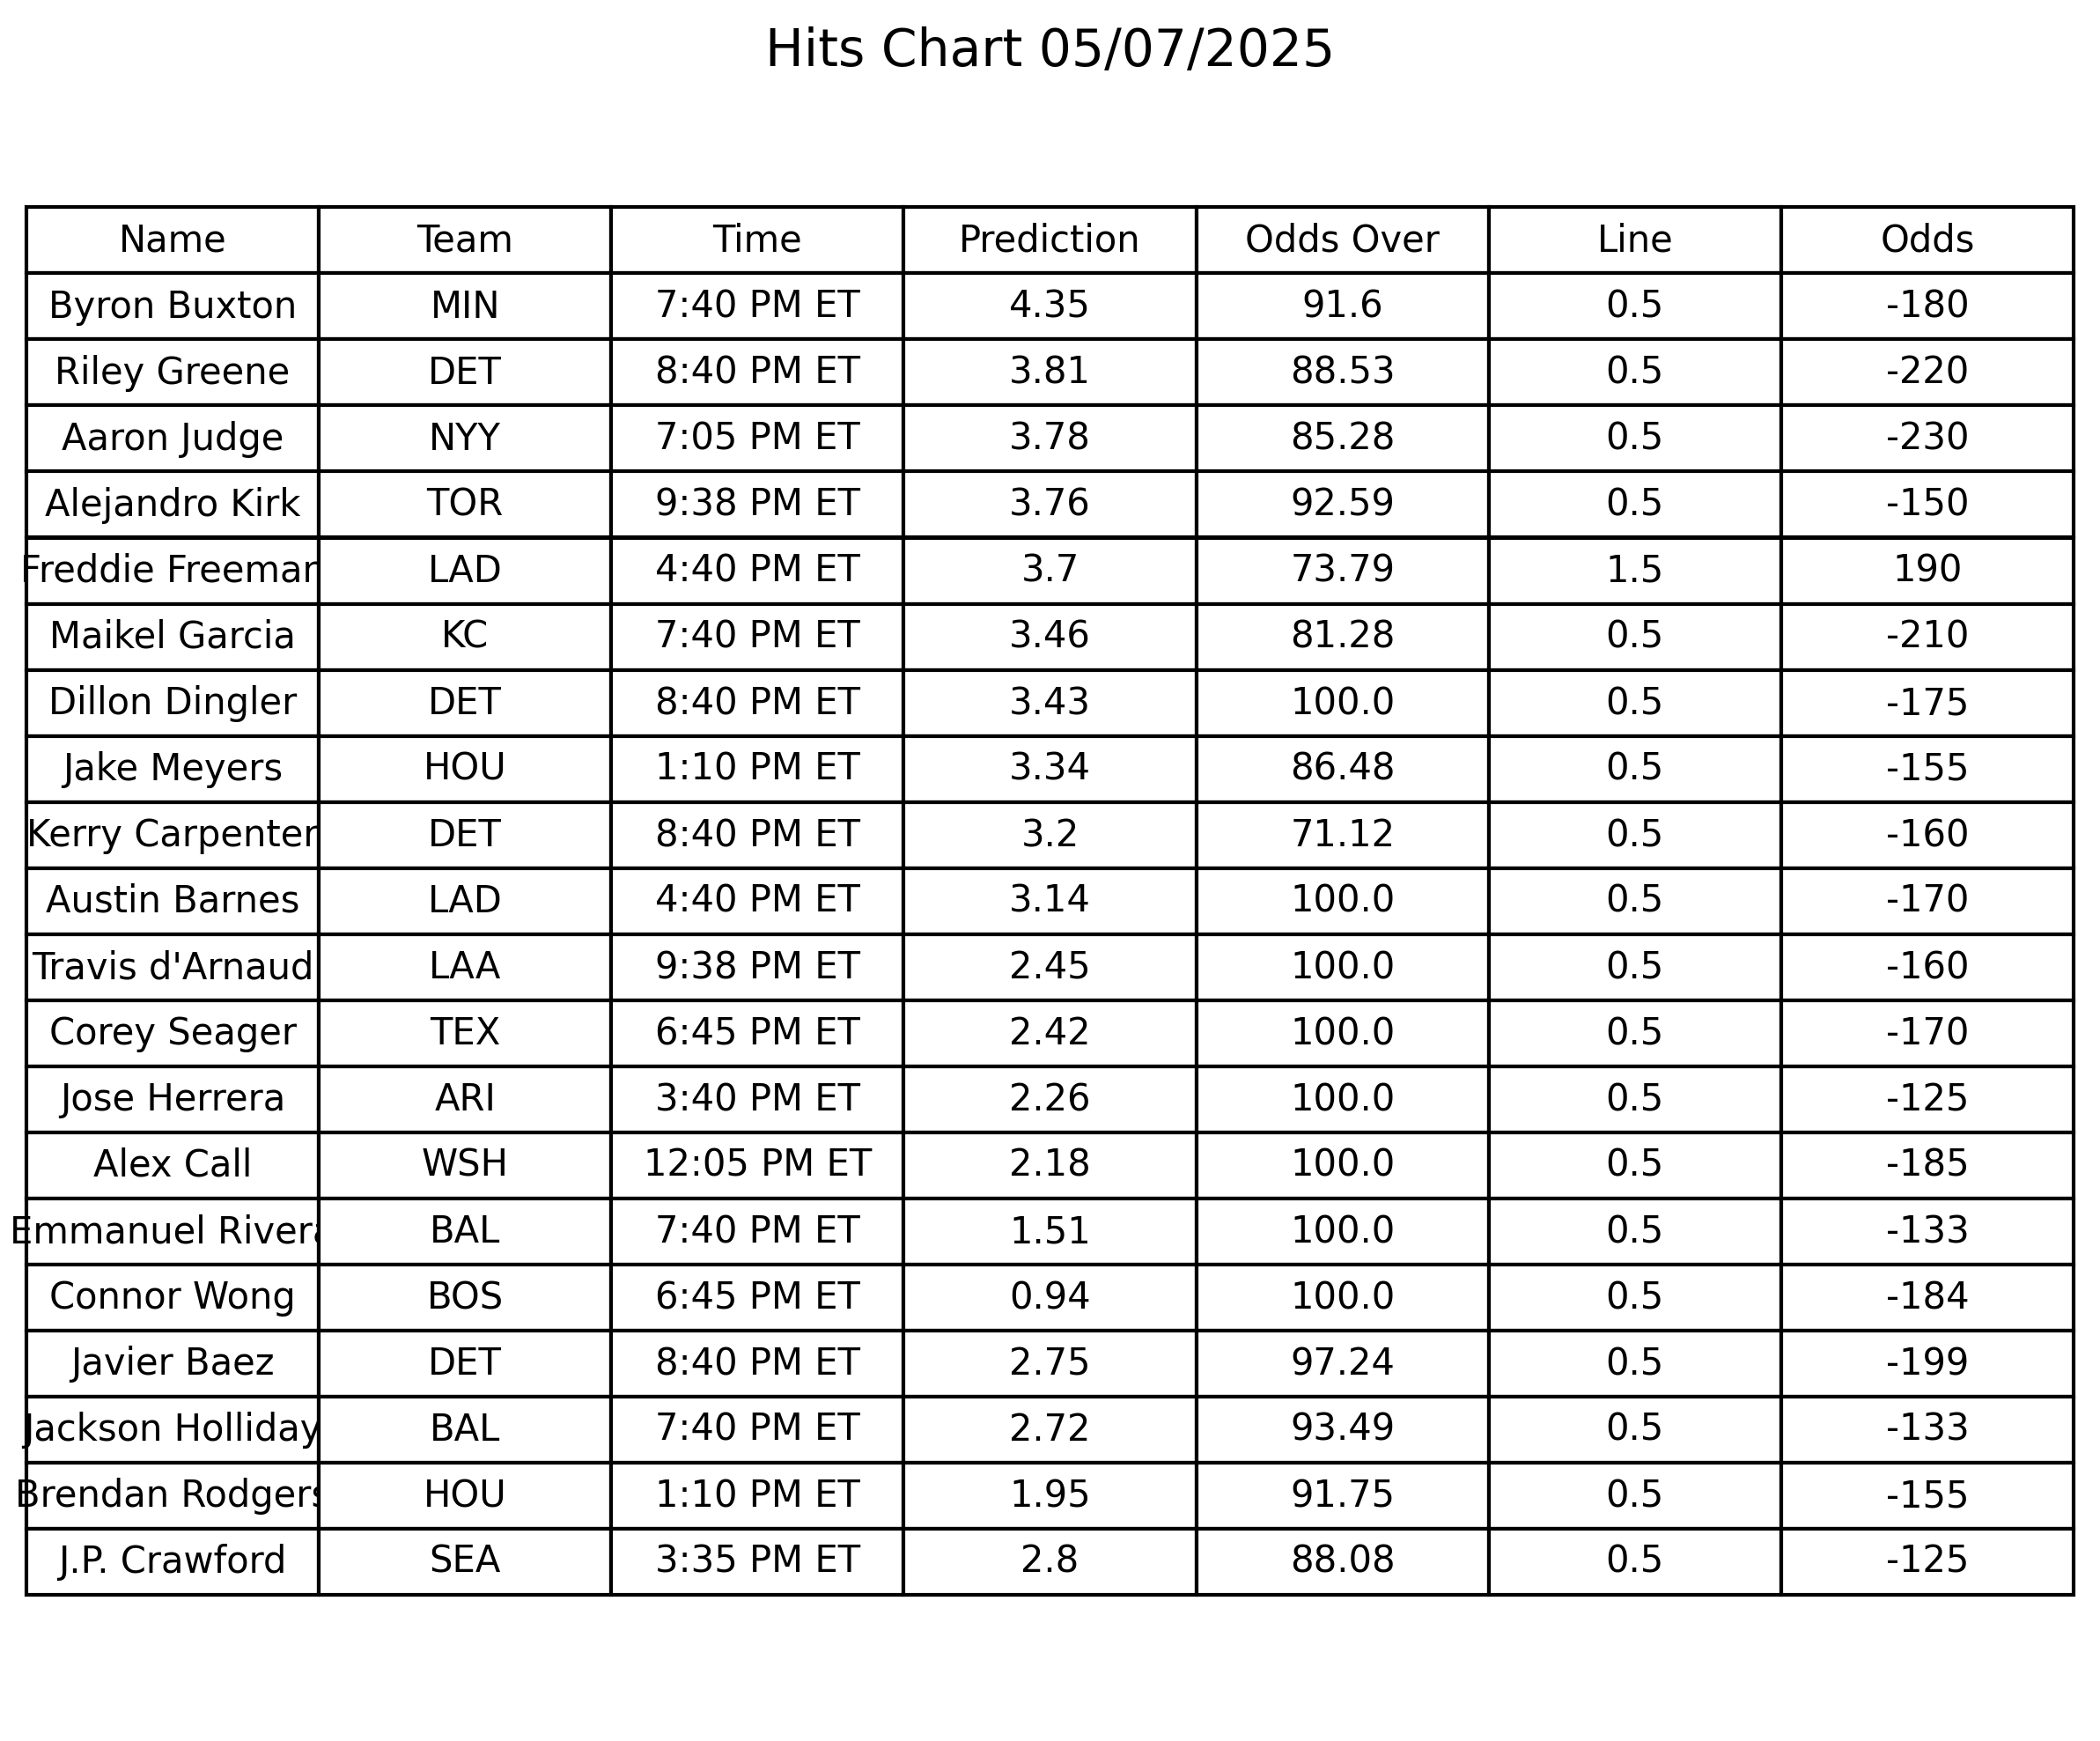 Hits Chart 05/07/2025
Name Team Time Prediction Odds Over Line Odds
Byron Buxton MIN 7:40 PM ET 4.35 91.6 0.5 -180
Riley Greene DET 8:40 PM ET 3.81 88.53 0.5 -220
Aaron Judge NYY 7:05 PM ET 3.78 85.28 0.5 -230
Alejandro Kirk TOR 9:38 PM ET 3.76 92.59 0.5 -150
Freddie Freeman LAD 4:40 PM ET 3.7 73.79 1.5 190
Maikel Garcia KC 7:40 PM ET 3.46 81.28 0.5 -210
Dillon Dingler DET 8:40 PM ET 3.43 100.0 0.5 -175
Jake Meyers HOU 1:10 PM ET 3.34 86.48 0.5 -155
Kerry Carpenter DET 8:40 PM ET 3.2 71.12 0.5 -160
Austin Barnes LAD 4:40 PM ET 3.14 100.0 0.5 -170
Travis d'Arnaud LAA 9:38 PM ET 2.45 100.0 0.5 -160
Corey Seager TEX 6:45 PM ET 2.42 100.0 0.5 -170
Jose Herrera ARI 3:40 PM ET 2.26 100.0 0.5 -125
Alex Call WSH 12:05 PM ET 2.18 100.0 0.5 -185
Emmanuel Rivera BAL 7:40 PM ET 1.51 100.0 0.5 -133
Connor Wong BOS 6:45 PM ET 0.94 100.0 0.5 -184
Javier Baez DET 8:40 PM ET 2.75 97.24 0.5 -199
Jackson Holliday BAL 7:40 PM ET 2.72 93.49 0.5 -133
Brendan Rodgers HOU 1:10 PM ET 1.95 91.75 0.5 -155
J.P. Crawford SEA 3:35 PM ET 2.8 88.08 0.5 -125